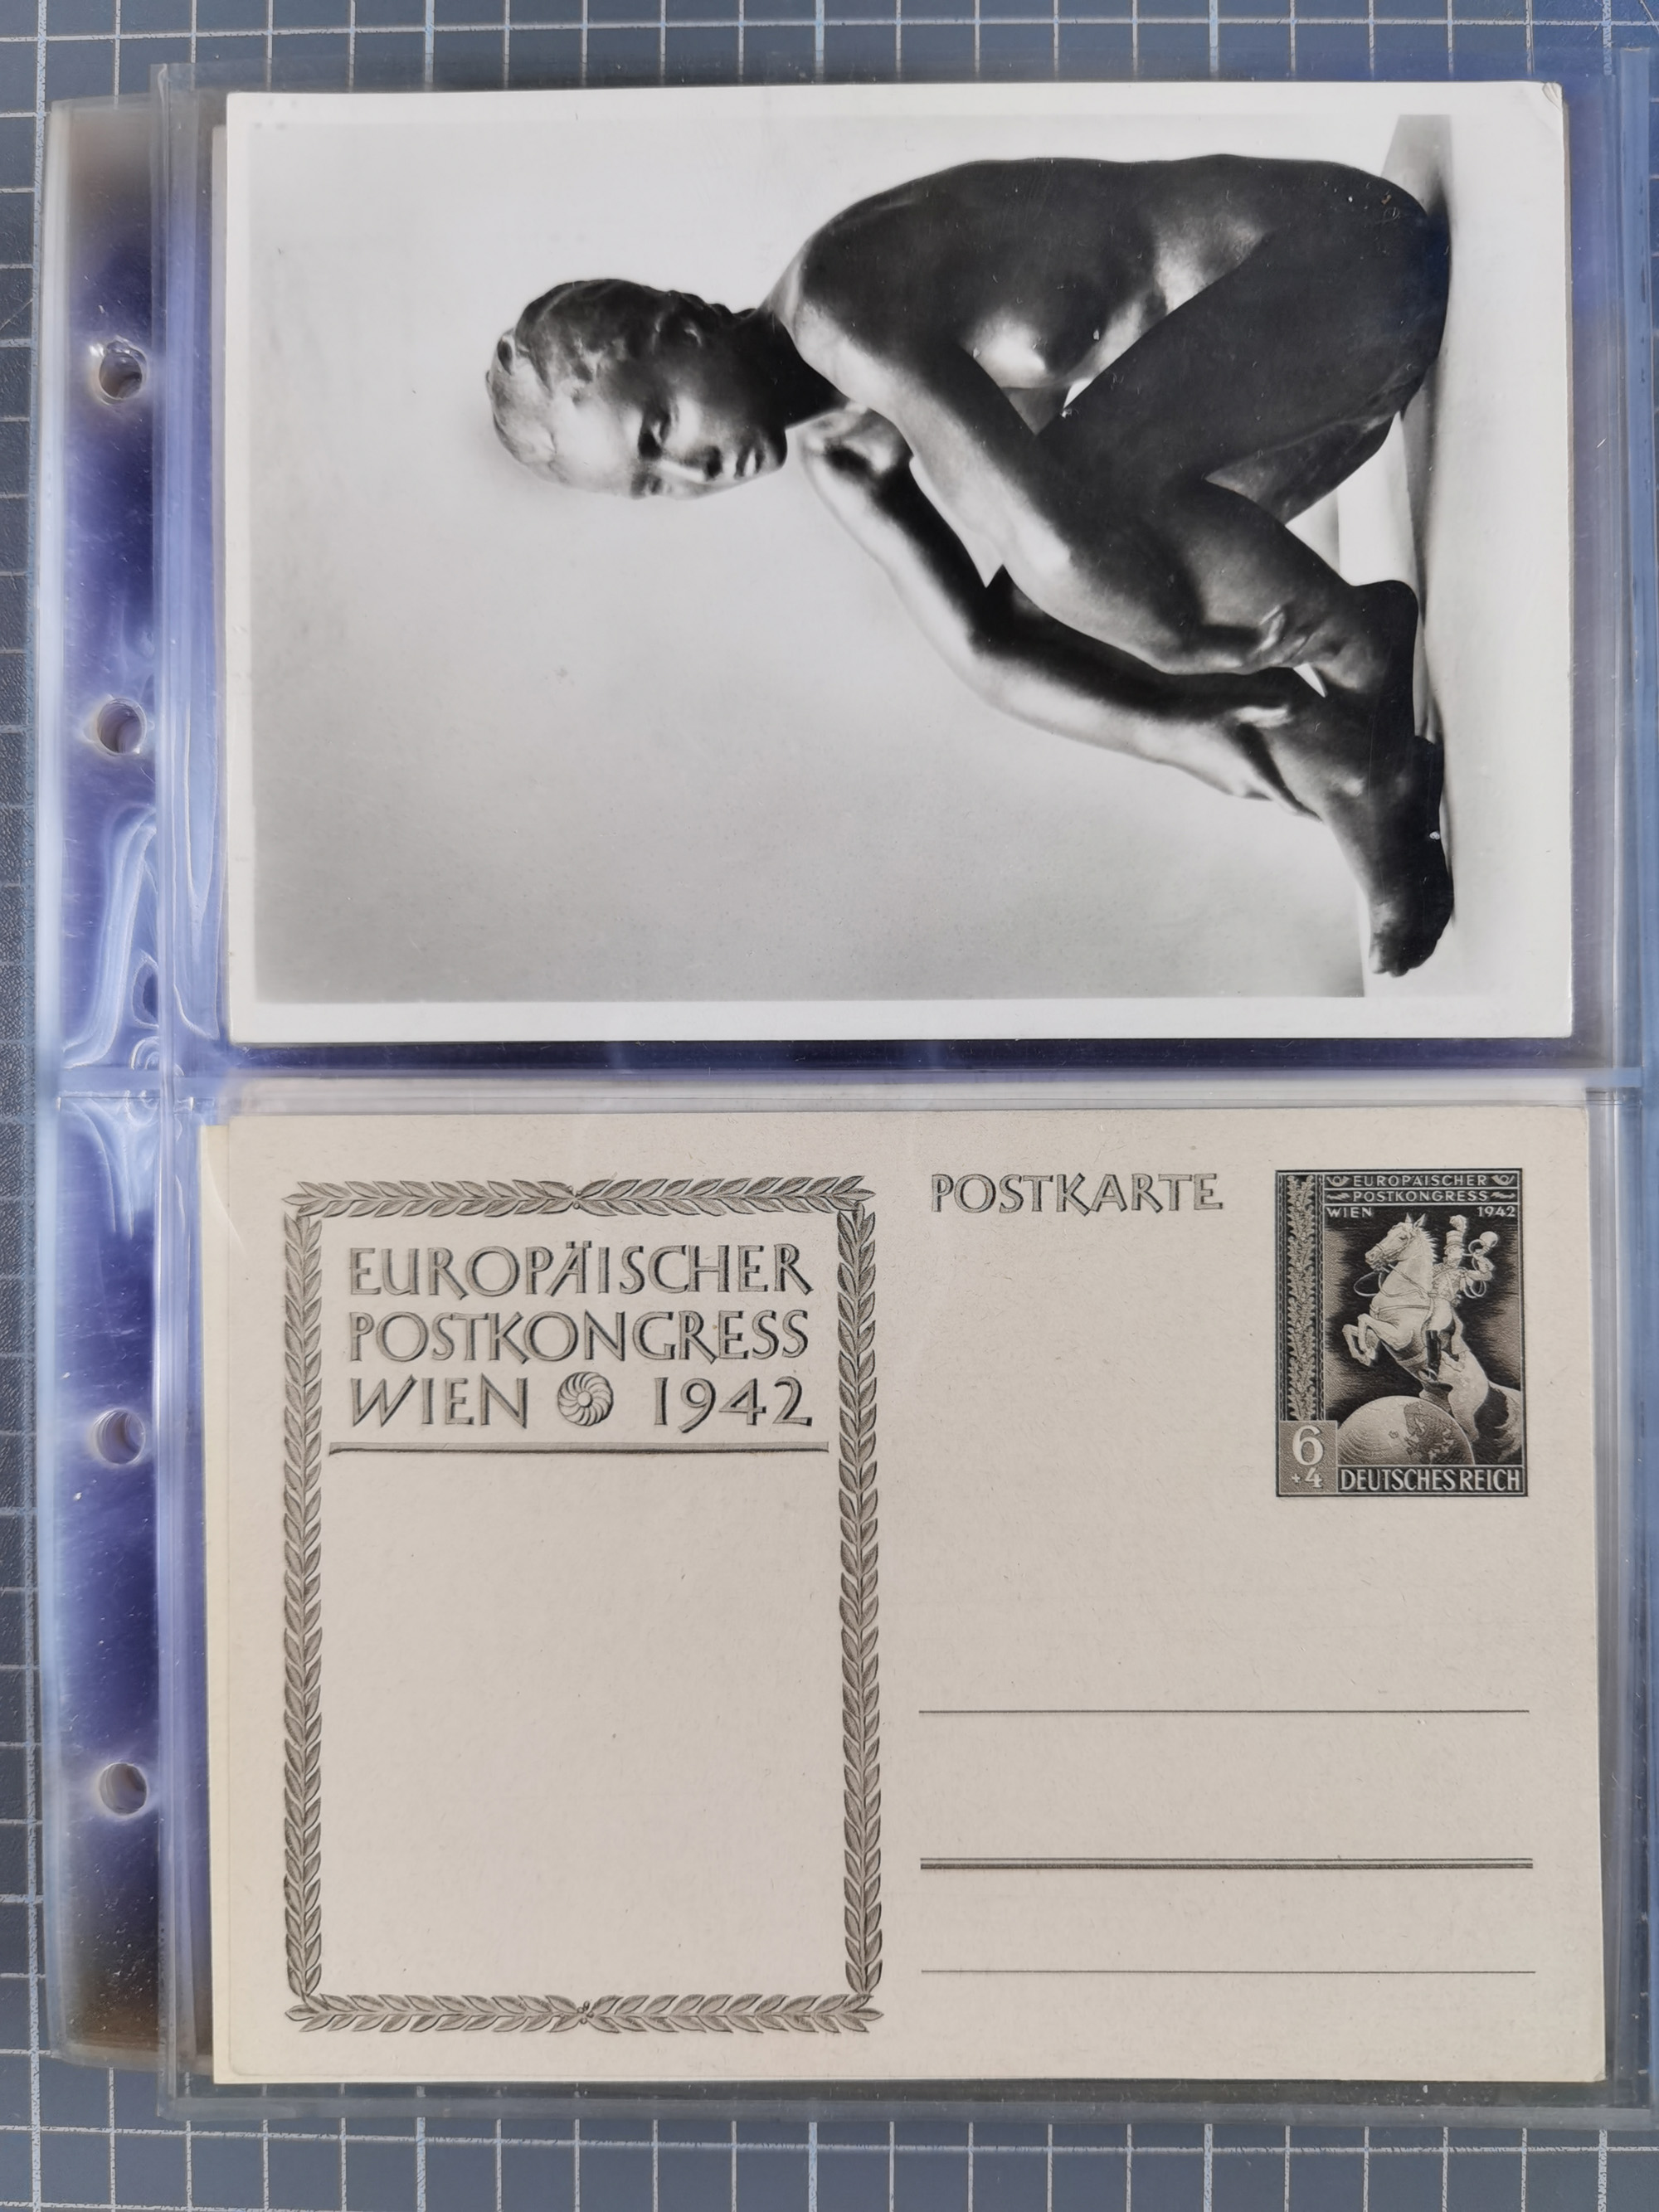 EUROPÄISCHER
POSTKONGRESS
WIEN 1942
POSTKARTE
EUROPÄISCHER
POSTKONGRESS
WIEN 1942
6
+4
DEUTSCHES REICH